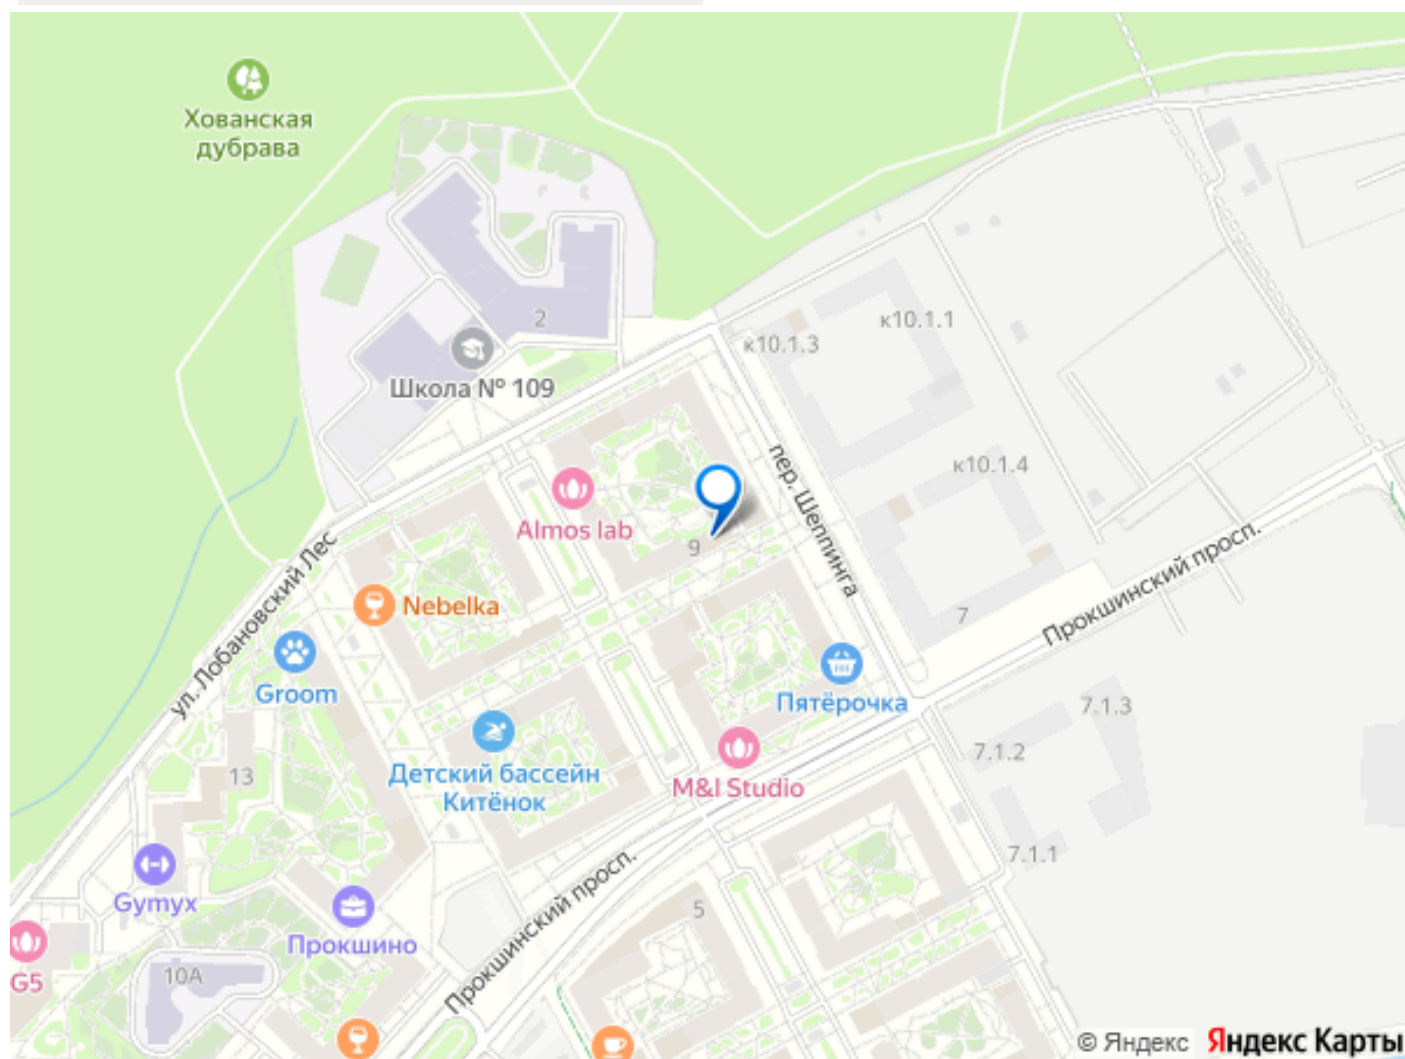 Хованская
дубрава
к10.1.1
к10.1.3
2
Школа № 109
пер. Шеппинга
к10.1.4
Almos lab
9
Прокшинский просп.
ул. Лобановский Лес
Nebelka
7
Groom
Пятёрочка
7.1.3
7.1.2
Детский бассейн
Китёнок
13
M&I Studio
7.1.1
Gymyx
Прокшино
5
Прокшинский просп.
G5
10А
© Яндекс Яндекс Карты